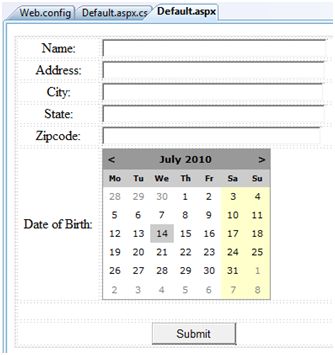 Web.config Default.aspx.cs Default.aspx
Name:
Address:
City:
State:
Zipcode:
< July 2010 >
Mo Tu We Th Fr Sa Su
28 29 30 1 2 3 4
5 6 7 8 9 10 11
Date of Birth: 12 13 14 15 16 17 18
19 20 21 22 23 24 25
26 27 28 29 30 31 1
2 3 4 5 6 7 8
Submit